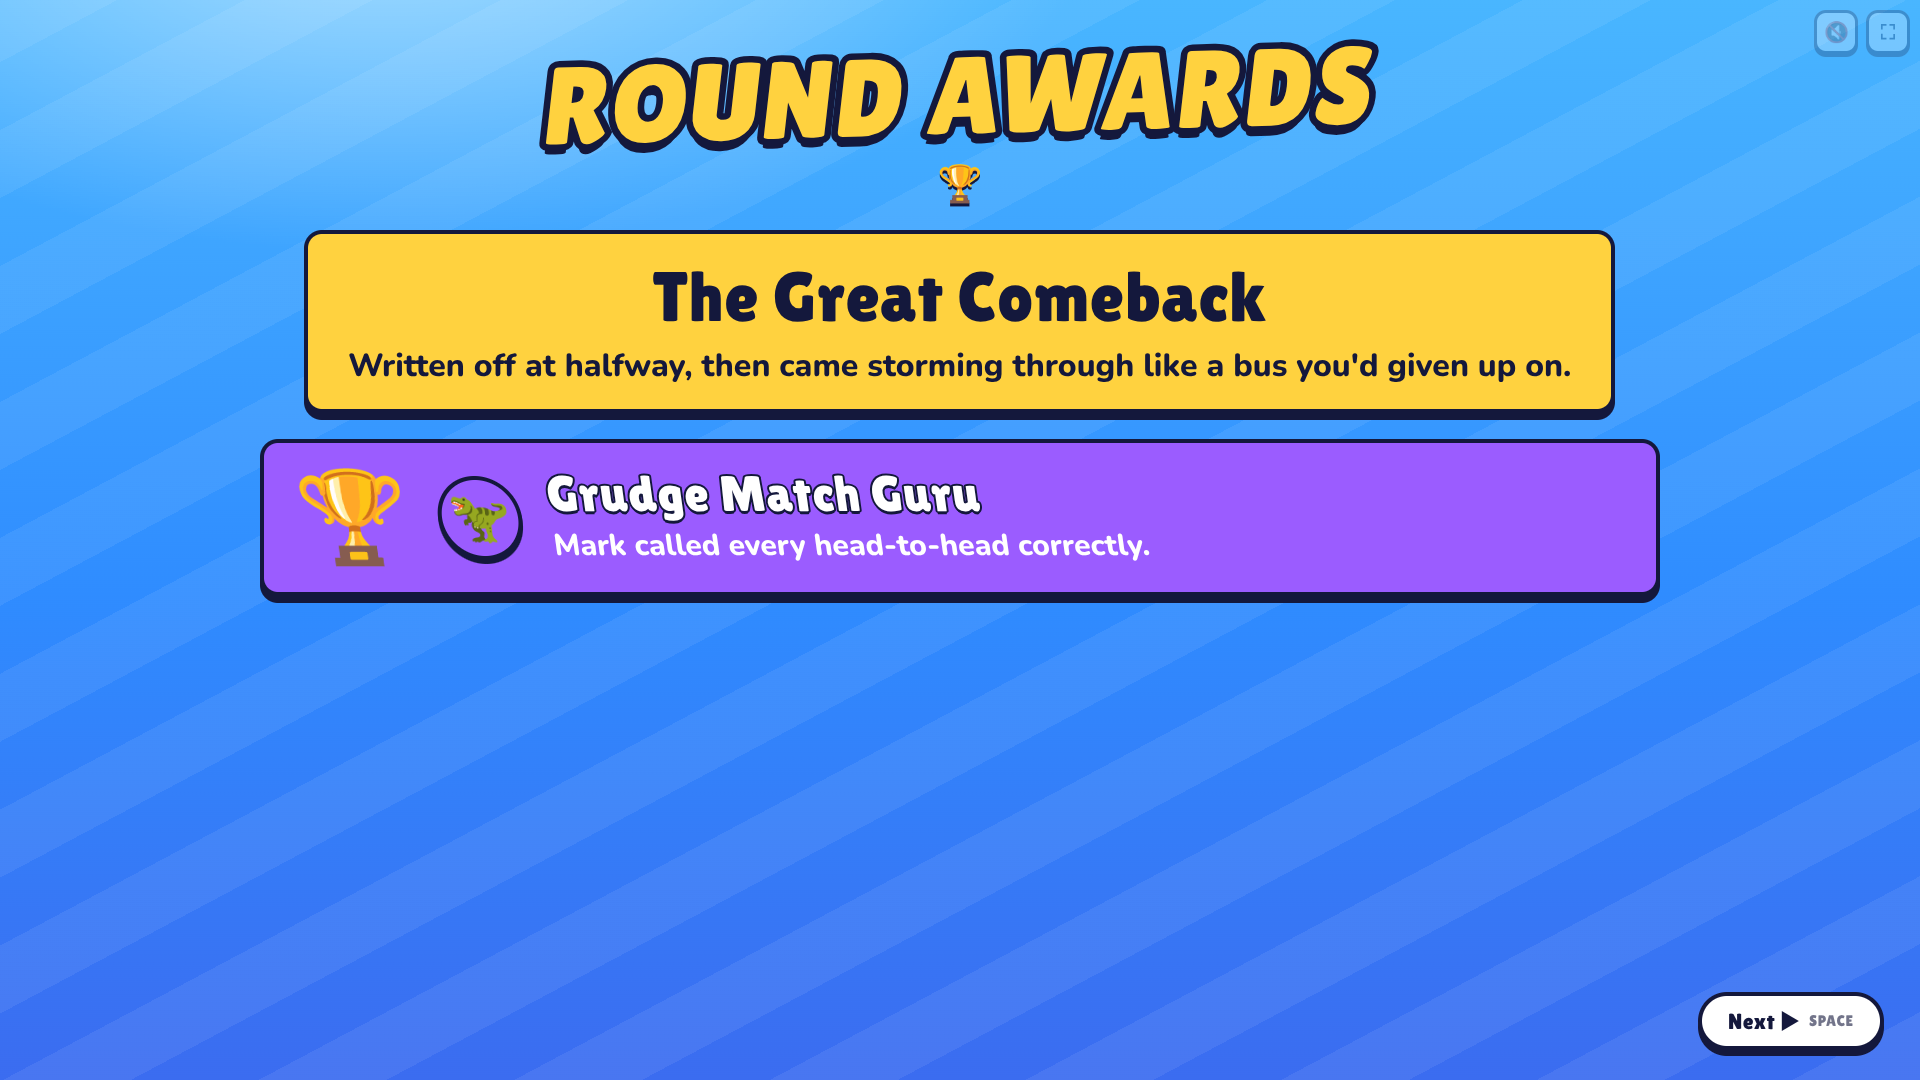 ROUND AWARDS
The Great Comeback
Written off at halfway, then came storming through like a bus you'd given up on.
Grudge Match Guru
Mark called every head-to-head correctly.
Next ▶ SPACE